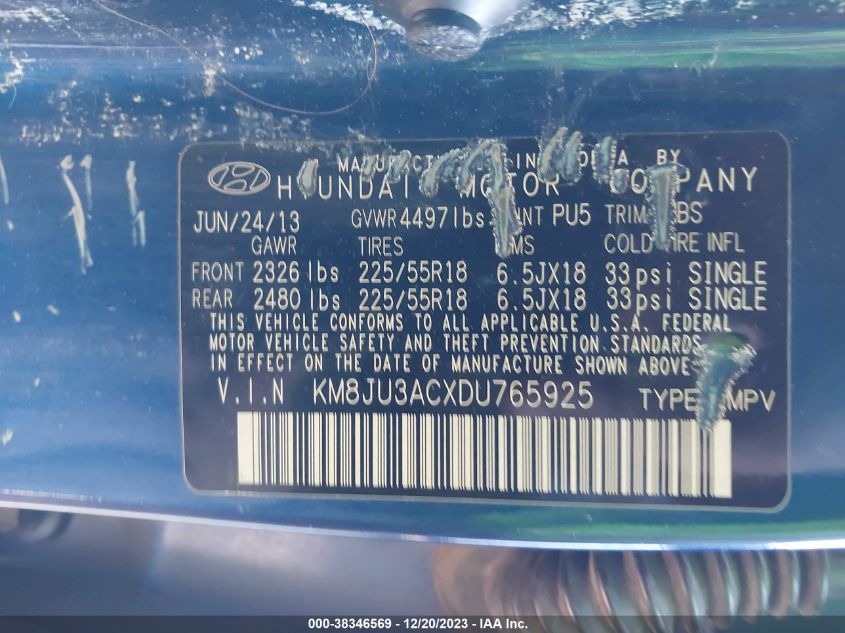 BY
HYUNDAI MOTOR COMPANY
JUN/24/13 GVWR 4497lbs PU5 TRIM
GAWR TIRES COLD INFL
FRONT 2326 lbs 225/55R18 6.5JX18 33psi SINGLE
REAR 2480 lbs 225/55R18 6.5JX18 33psi SINGLE
THIS VEHICLE CONFORMS TO ALL APPLICABLE U.S.A. FEDERAL
MOTOR VEHICLE SAFETY AND THEFT PREVENTION STANDARDS
IN EFFECT ON THE DATE OF MANUFACTURE SHOWN ABOVE
V.I.N KM8JU3ACXDU765925 TYPE MPV
000-38346569 - 12/20/2023 - IAA Inc.